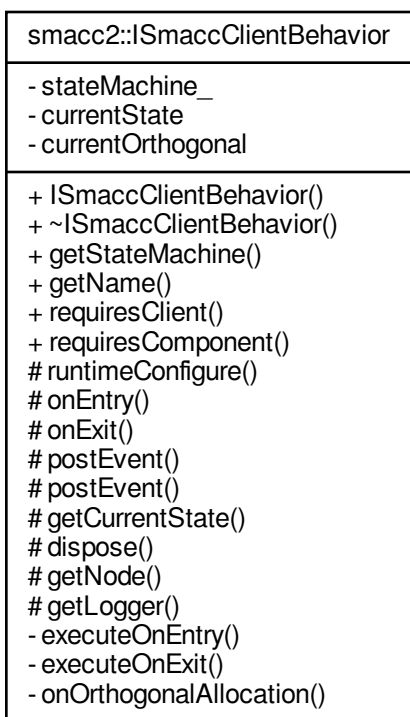 smacc2::ISmaccClientBehavior
- stateMachine_
- currentState
- currentOrthogonal
+ ISmaccClientBehavior()
+ ~ISmaccClientBehavior()
+ getStateMachine()
+ getName()
+ requiresClient()
+ requiresComponent()
# runtimeConfigure()
# onEntry()
# onExit()
# postEvent()
# postEvent()
# getCurrentState()
# dispose()
# getNode()
# getLogger()
- executeOnEntry()
- executeOnExit()
- onOrthogonalAllocation()